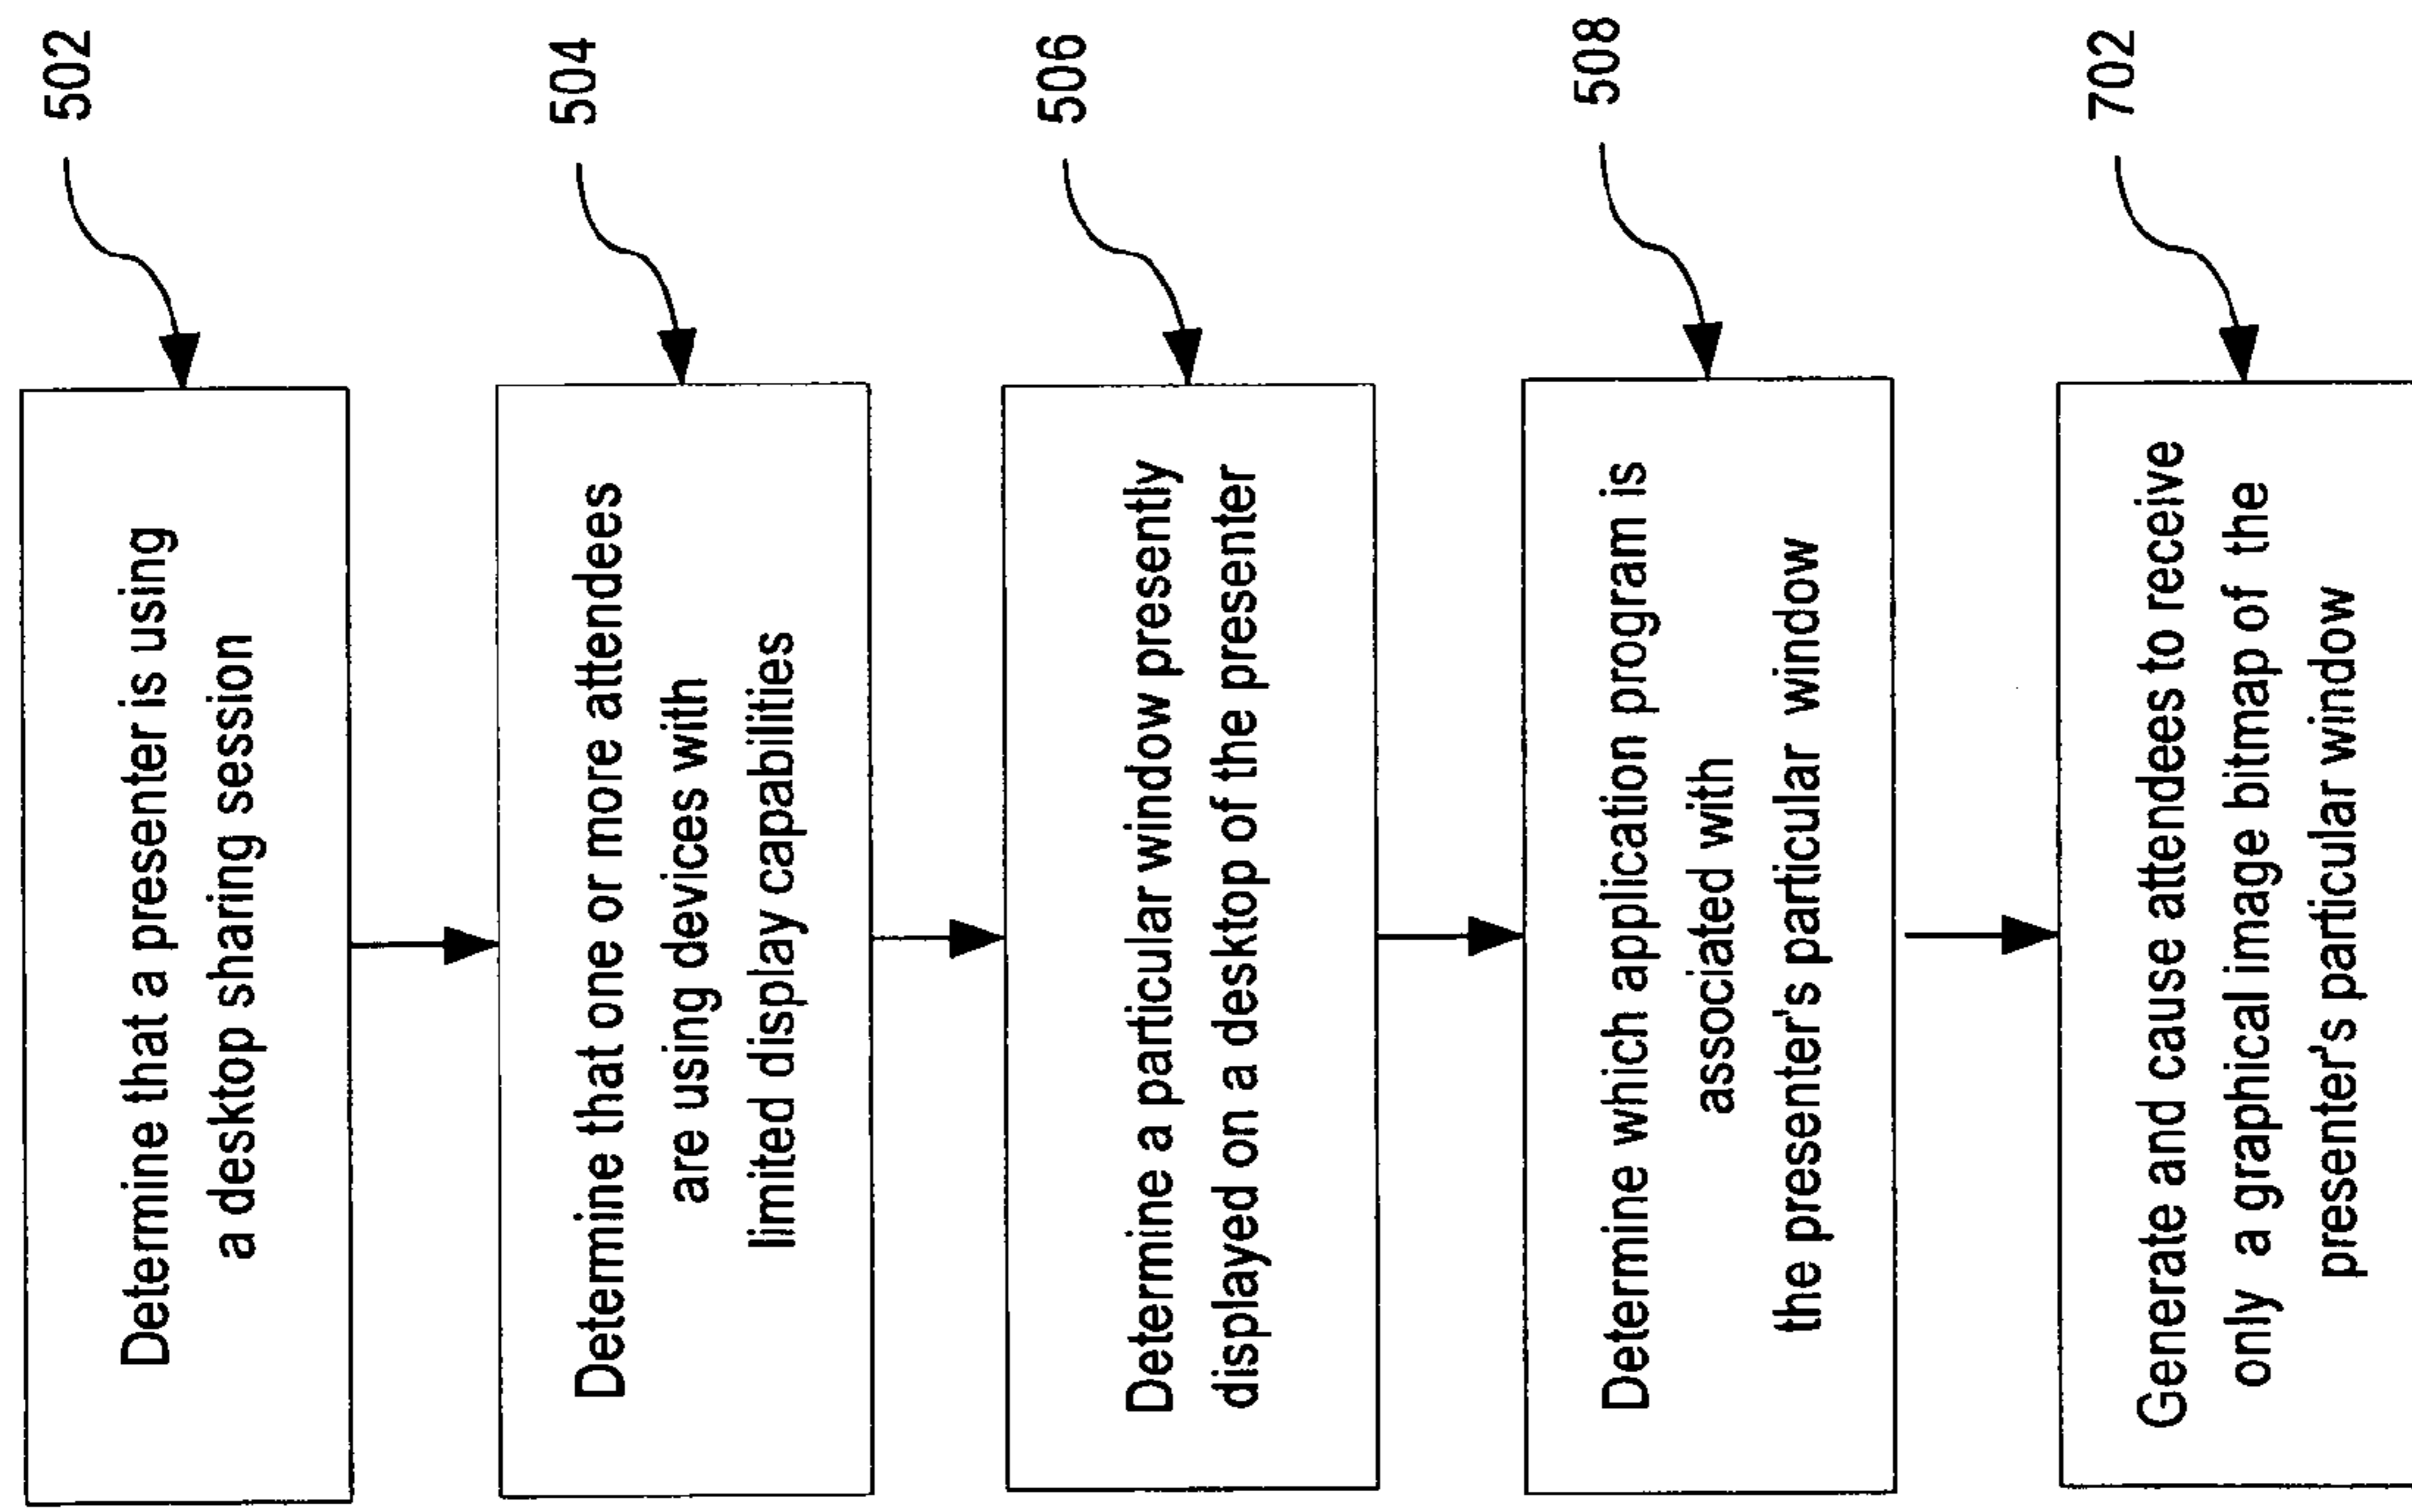 Determine that a presenter is using
a desktop sharing session
502
Determine that one or more attendees
are using devices with
limited display capabilities
504
Determine a particular window presently
displayed on a desktop of the presenter
506
Determine which application program is
associated with
the presenter's particular window
508
Generate and cause attendees to receive
only a graphical image bitmap of the
presenter's particular window
702